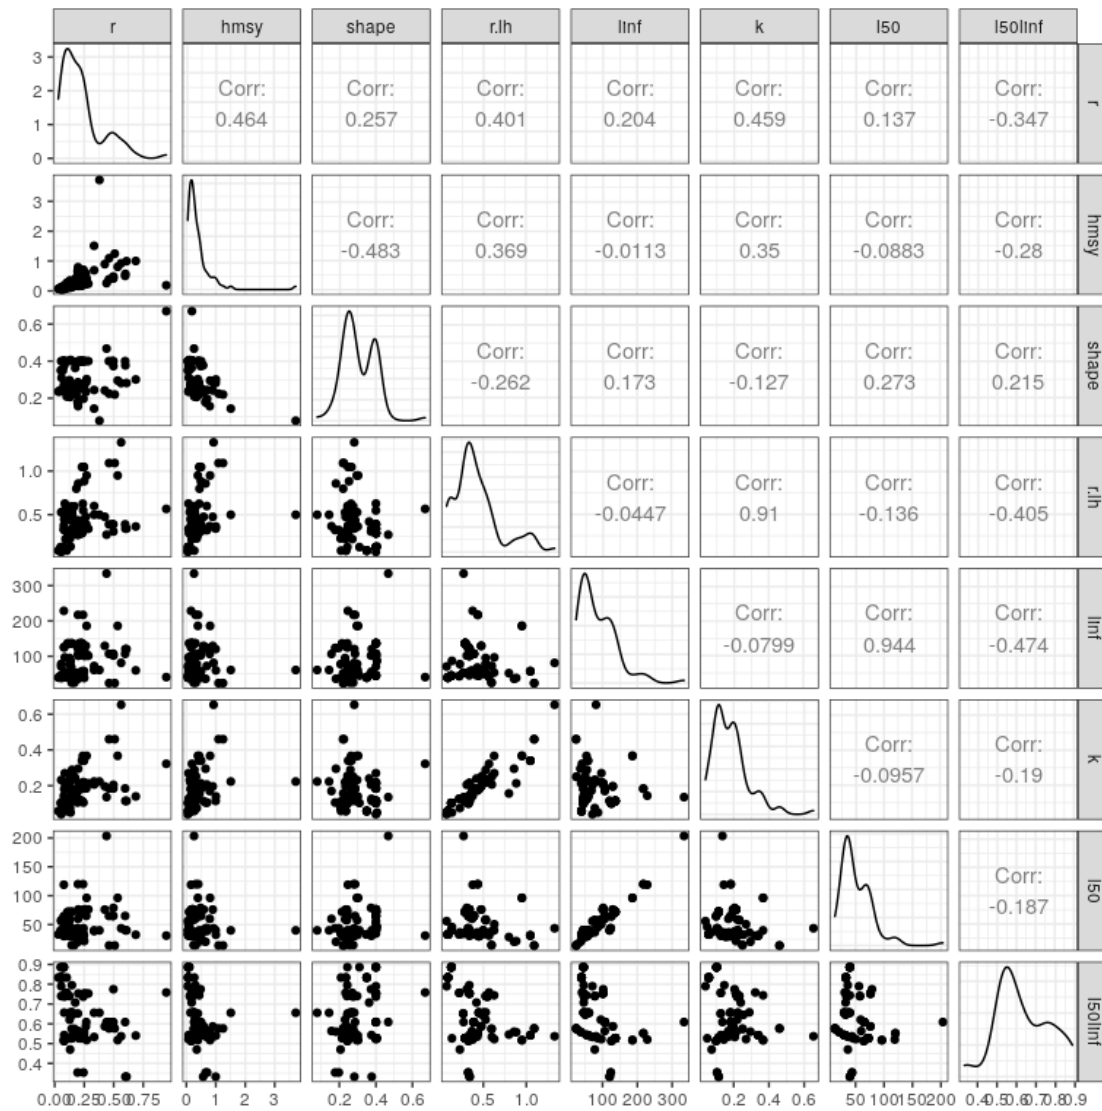 r hmsy shape r.lh linf k l50 l50linf
3
2
1
0
Corr:
0.464
Corr:
0.257
Corr:
0.401
Corr:
0.204
Corr:
0.459
Corr:
0.137
Corr:
-0.347
r
3
2
1
0
Corr:
-0.483
Corr:
0.369
Corr:
-0.0113
Corr:
0.35
Corr:
-0.0883
Corr:
-0.28
hmsy
0.6
0.4
0.2
Corr:
-0.262
Corr:
0.173
Corr:
-0.127
Corr:
0.273
Corr:
0.215
shape
1.0
0.5
Corr:
-0.0447
Corr:
0.91
Corr:
-0.136
Corr:
-0.405
r.lh
300
200
100
Corr:
-0.0799
Corr:
0.944
Corr:
-0.474
linf
0.6
0.4
0.2
Corr:
-0.0957
Corr:
-0.19
k
200
150
100
50
Corr:
-0.187
l50
0.9
0.8
0.7
0.6
0.5
0.4
l50linf
0.00 0.25 0.50 0.75 0 1 2 3 0.2 0.4 0.6 0.5 1.0 100 200 300 0.2 0.4 0.6 50 100 150 200 0.4 0.5 0.6 0.7 0.8 0.9